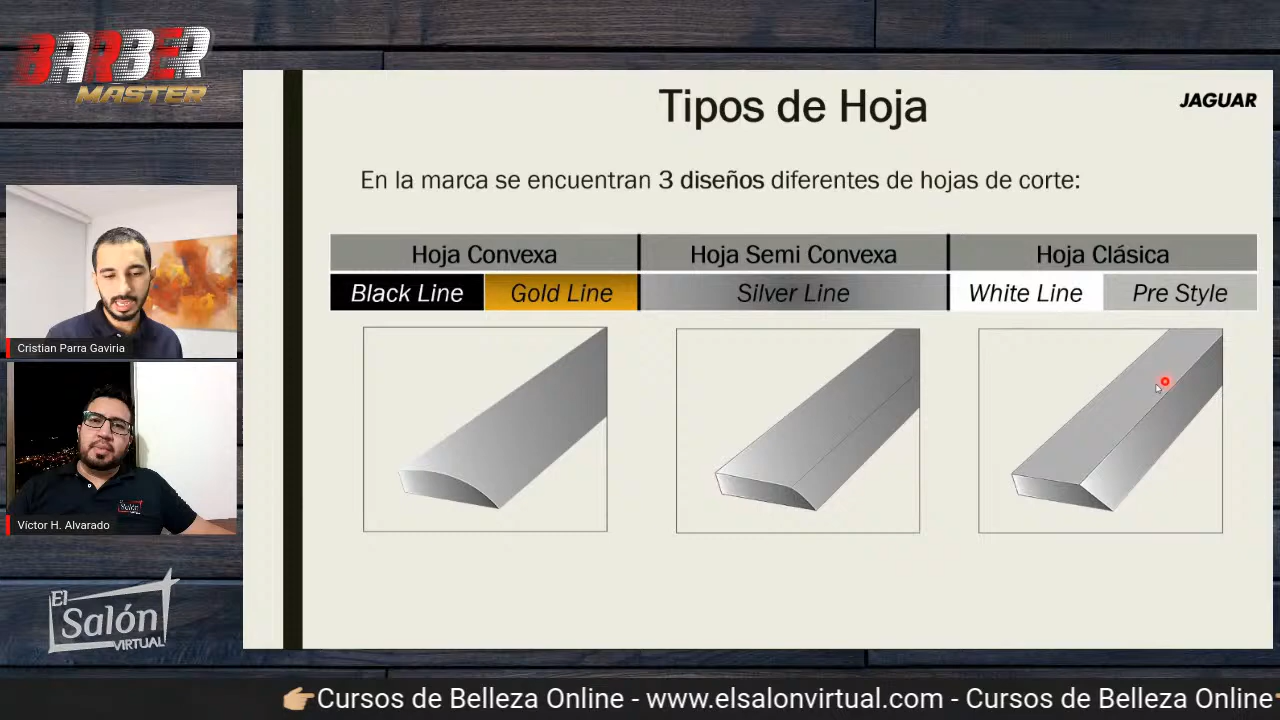 BARBER
MASTER
Tipos de Hoja
JAGUAR
En la marca se encuentran 3 diseños diferentes de hojas de corte:
Hoja Convexa
Hoja Semi Convexa
Hoja Clásica
Black Line
Gold Line
Silver Line
White Line
Pre Style
Cristian Parra Gaviria
Salón
Víctor H. Alvarado
El
Salón
VIRTUAL
👉Cursos de Belleza Online - www.elsalonvirtual.com - Cursos de Belleza Online